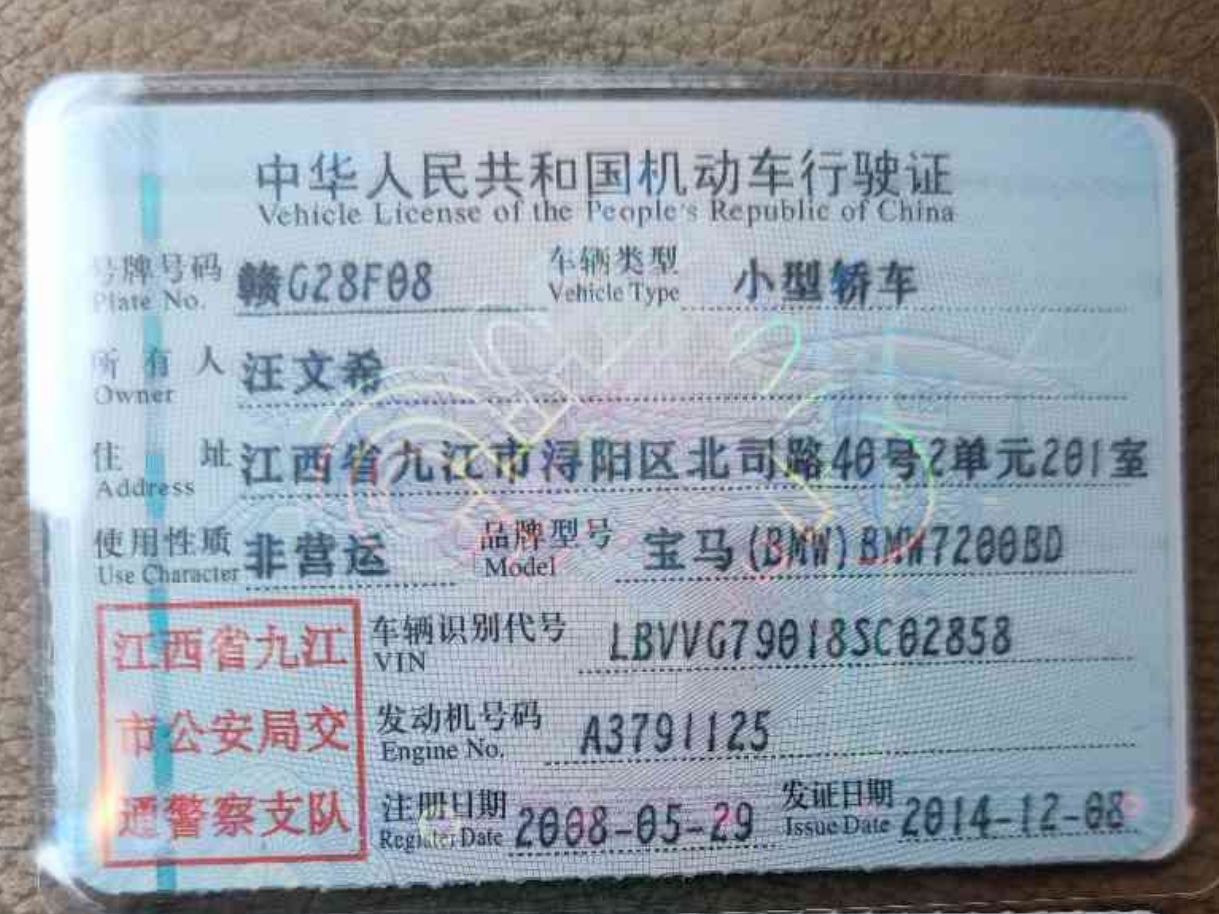 中华人民共和国机动车行驶证
Vehicle License of the People's Republic of China
号牌号码 赣G28F08 车辆类型 小型轿车
Plate No. Vehicle Type
所有人 汪文希
Owner
住址 江西省九江市浔阳区北司路40号2单元201室
Address
使用性质 非营运 品牌型号 宝马(BMW)BMW7200BD
Use Character Model
江西省九江 车辆识别代号 LBVVG79018SC02858
VIN
市公安局交 发动机号码 A3791125
Engine No.
通警察支队 注册日期 2008-05-29 发证日期 2014-12-08
Register Date Issue Date